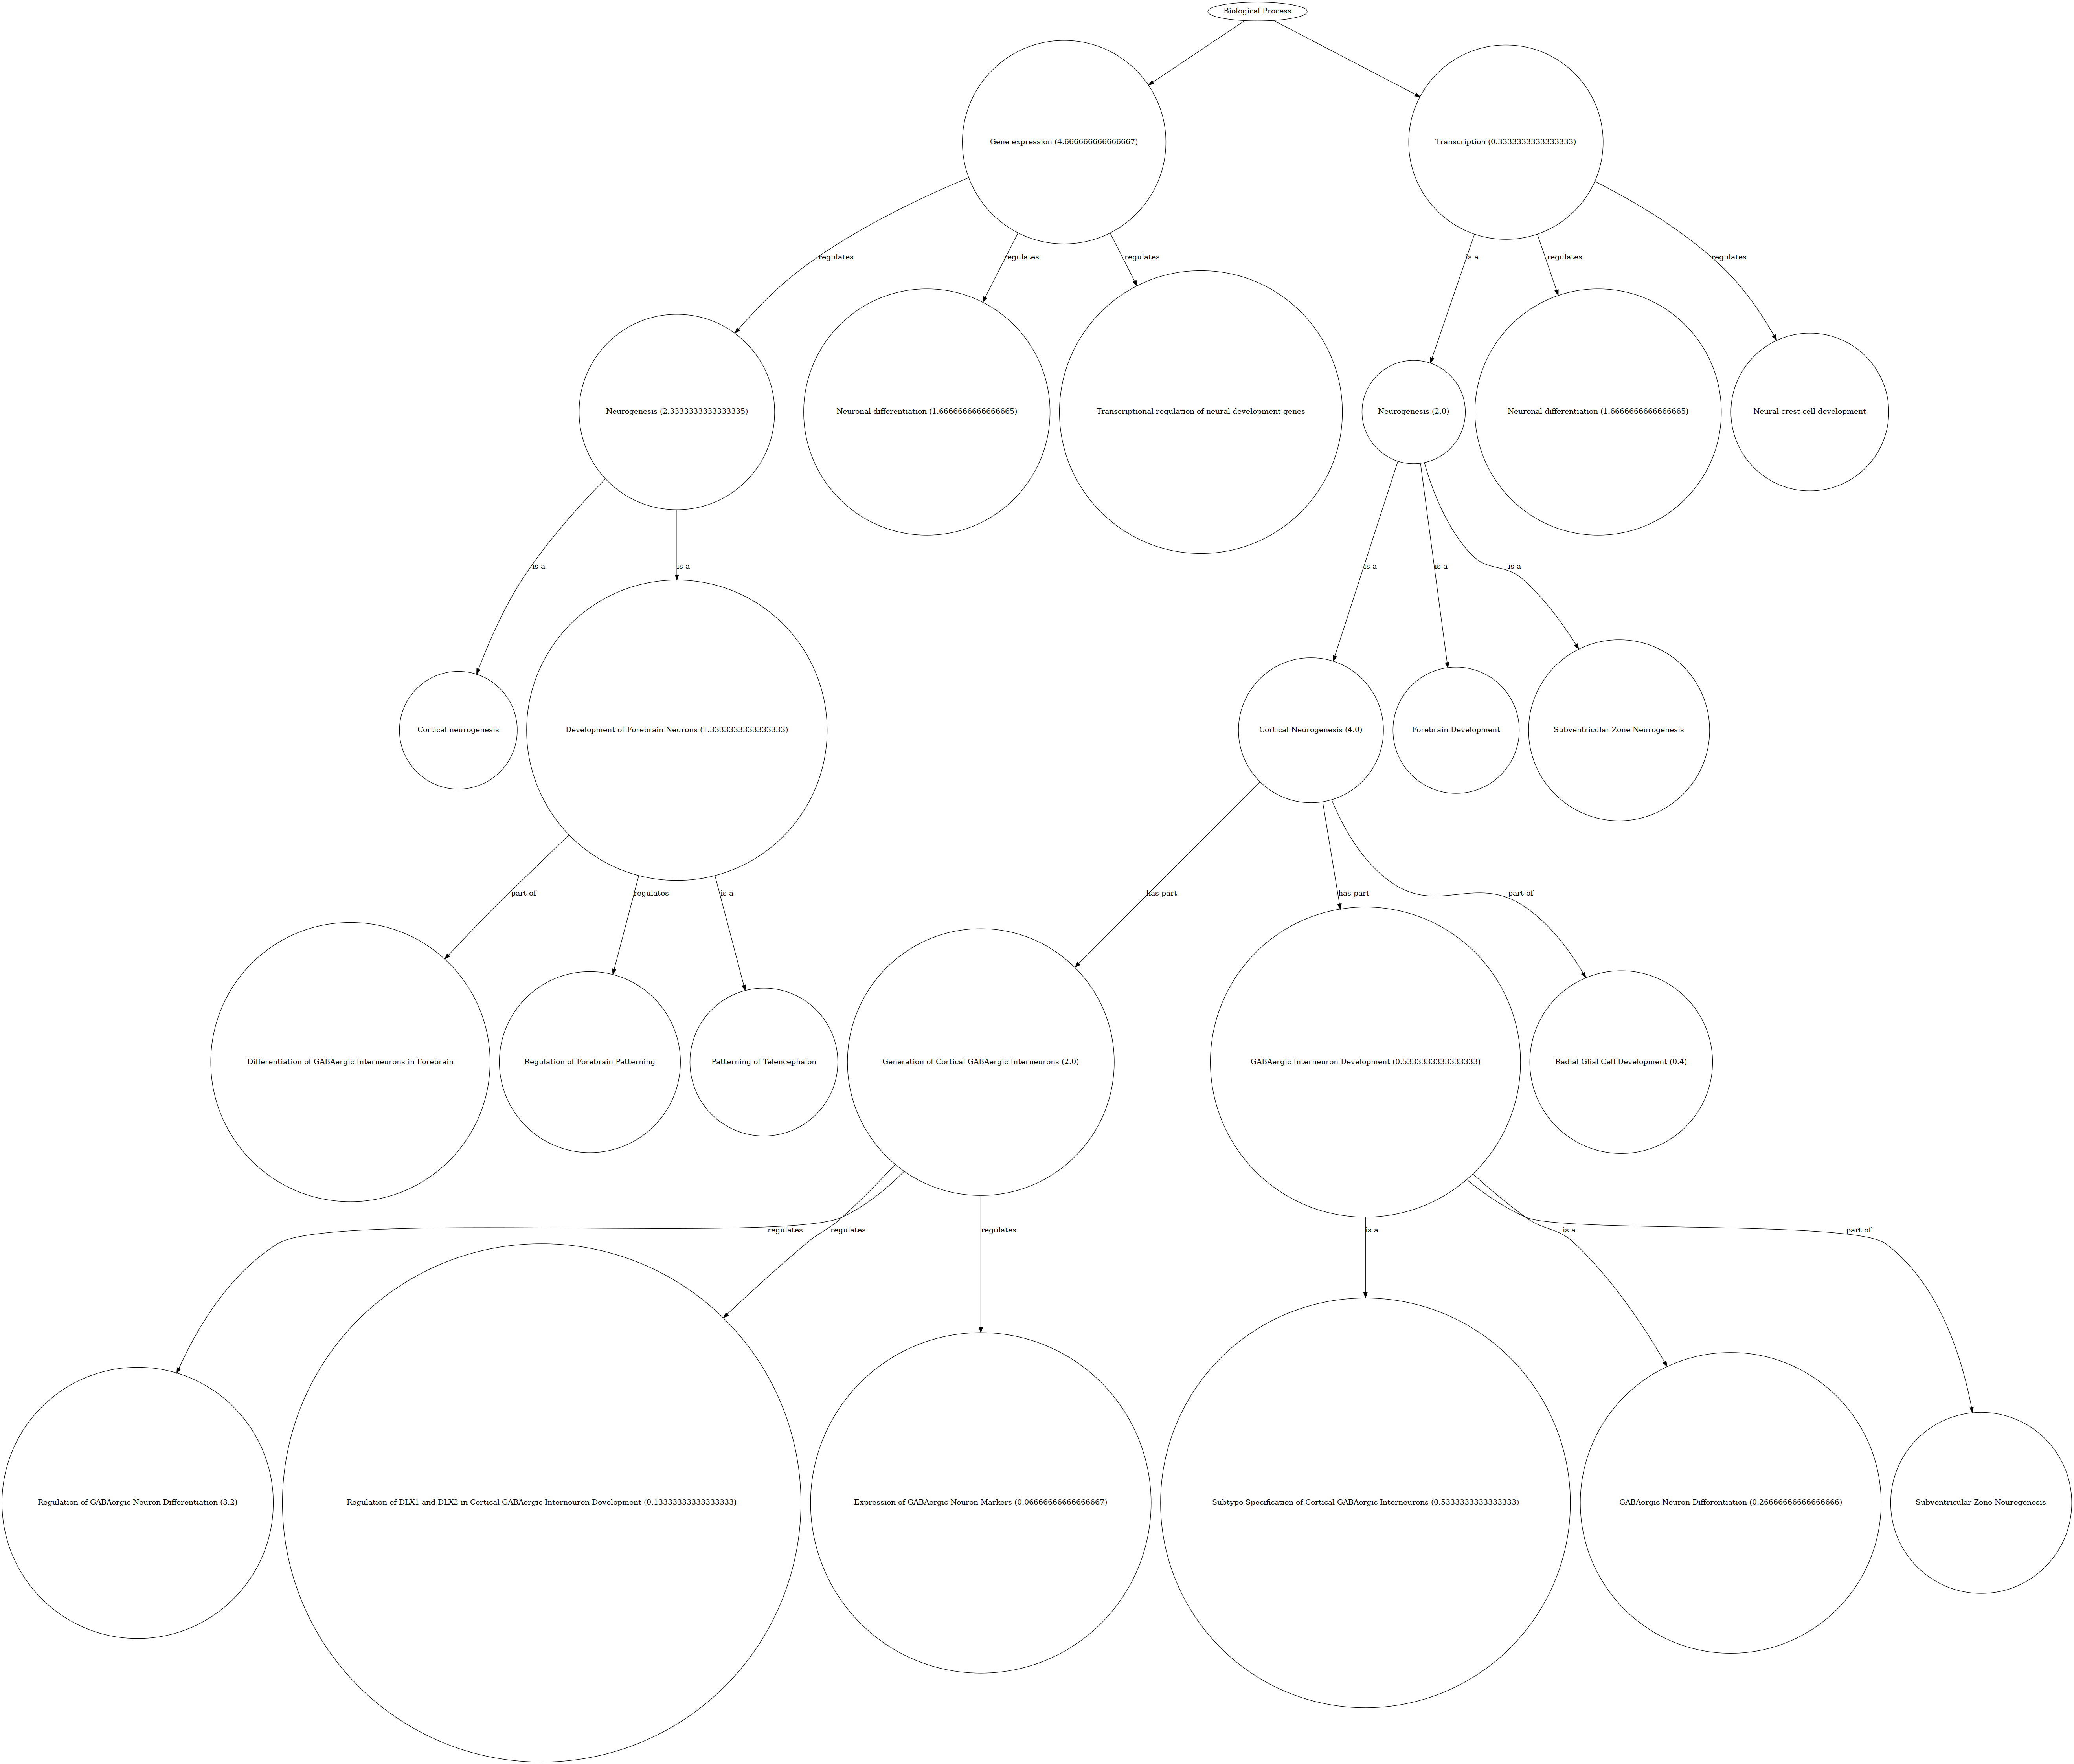 Biological Process
Gene expression (4.666666666666667)
Transcription (0.3333333333333333)
regulates
regulates
regulates
is a
regulates
regulates
Neurogenesis (2.3333333333333335)
Neuronal differentiation (1.6666666666666665)
Transcriptional regulation of neural development genes
Neurogenesis (2.0)
Neuronal differentiation (1.6666666666666665)
Neural crest cell development
is a
is a
is a
is a
is a
Cortical neurogenesis
Development of Forebrain Neurons (1.3333333333333333)
Cortical Neurogenesis (4.0)
Forebrain Development
Subventricular Zone Neurogenesis
part of
regulates
is a
has part
has part
part of
Differentiation of GABAergic Interneurons in Forebrain
Regulation of Forebrain Patterning
Patterning of Telencephalon
Generation of Cortical GABAergic Interneurons (2.0)
GABAergic Interneuron Development (0.5333333333333333)
Radial Glial Cell Development (0.4)
regulates
regulates
regulates
is a
is a
part of
Regulation of GABAergic Neuron Differentiation (3.2)
Regulation of DLX1 and DLX2 in Cortical GABAergic Interneuron Development (0.13333333333333333)
Expression of GABAergic Neuron Markers (0.06666666666666667)
Subtype Specification of Cortical GABAergic Interneurons (0.5333333333333333)
GABAergic Neuron Differentiation (0.26666666666666666)
Subventricular Zone Neurogenesis